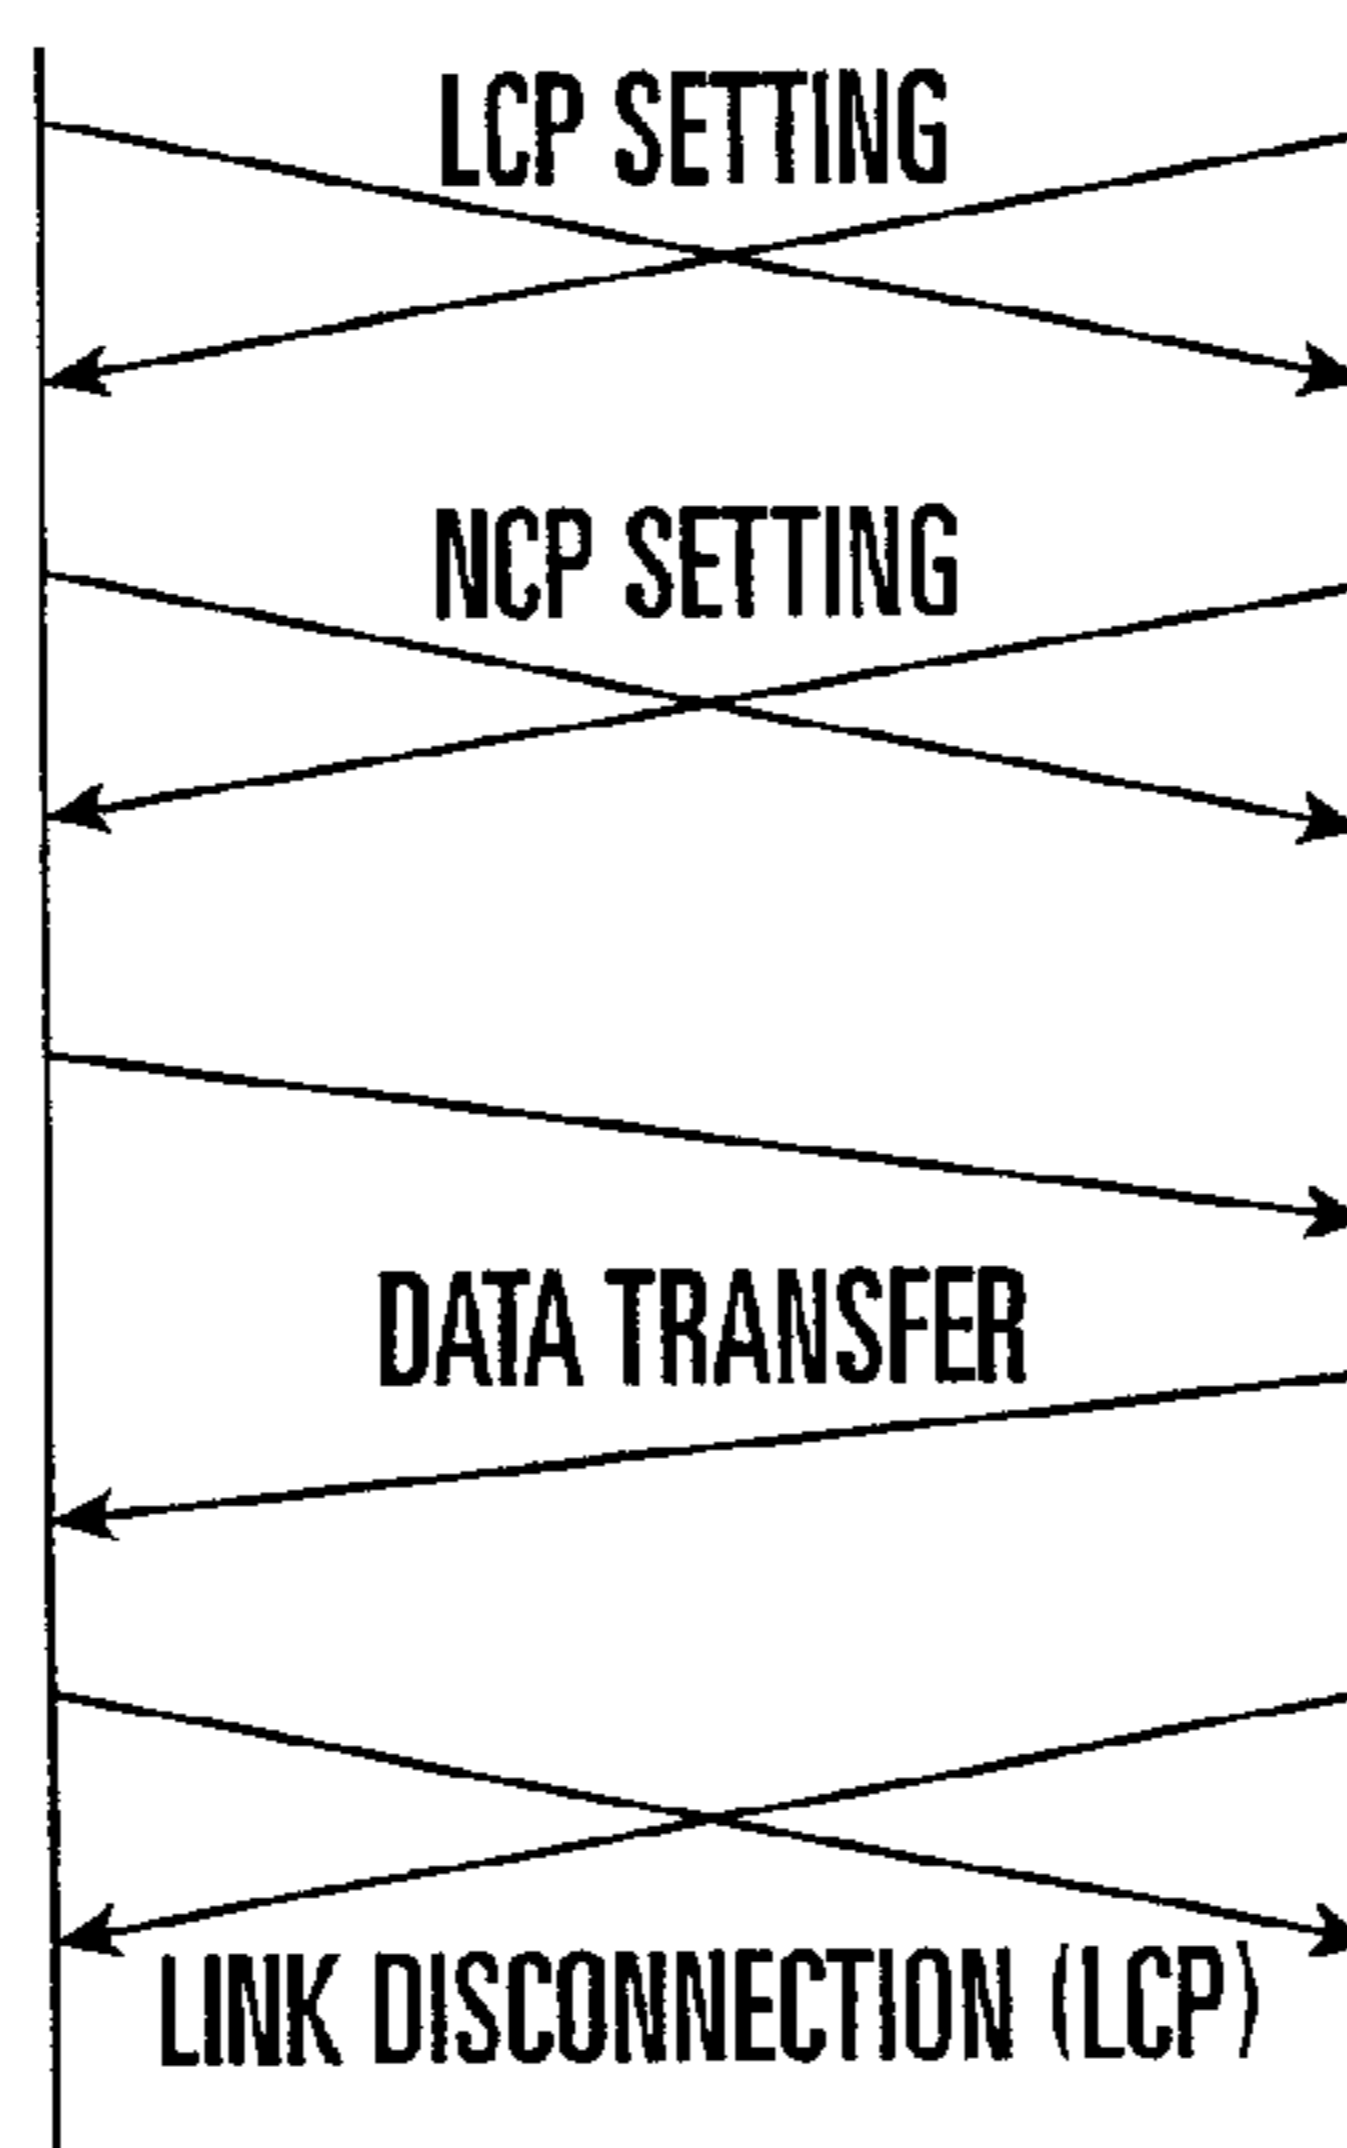 LCP SETTING
NCP SETTING
DATA TRANSFER
LINK DISCONNECTION (LCP)